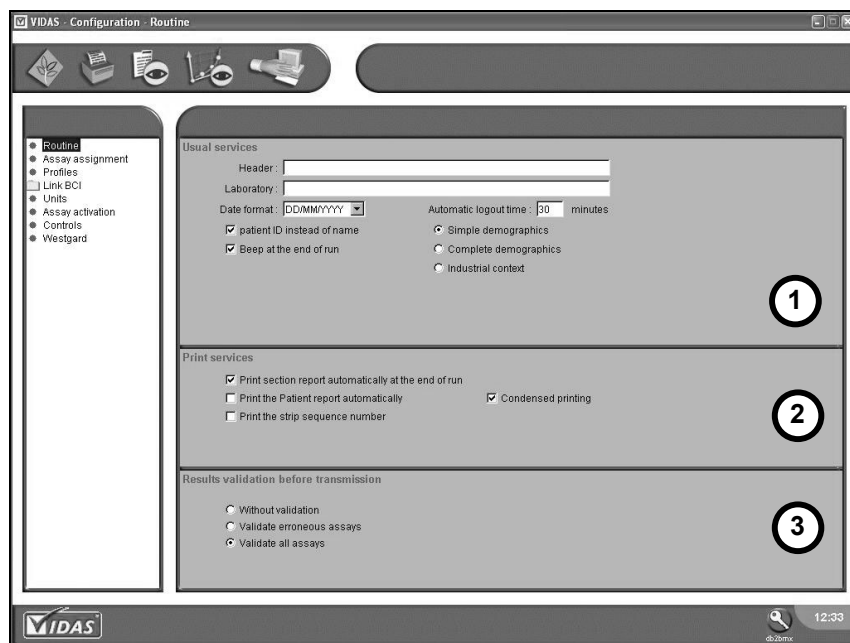 VIDAS - Configuration - Routine
Routine
Assay assignment
Profiles
Link BCI
Units
Assay activation
Controls
Westgard
Usual services
Header :
Laboratory :
Date format : DD/MM/YYYY Automatic logout time : 30 minutes
patient ID instead of name Simple demographics
Beep at the end of run Complete demographics
Industrial context
1
Print services
Print section report automatically at the end of run
Print the Patient report automatically Condensed printing
Print the strip sequence number
2
Results validation before transmission
Without validation
Validate erroneous assays
Validate all assays
3
VIDAS
12:33
db2bmx